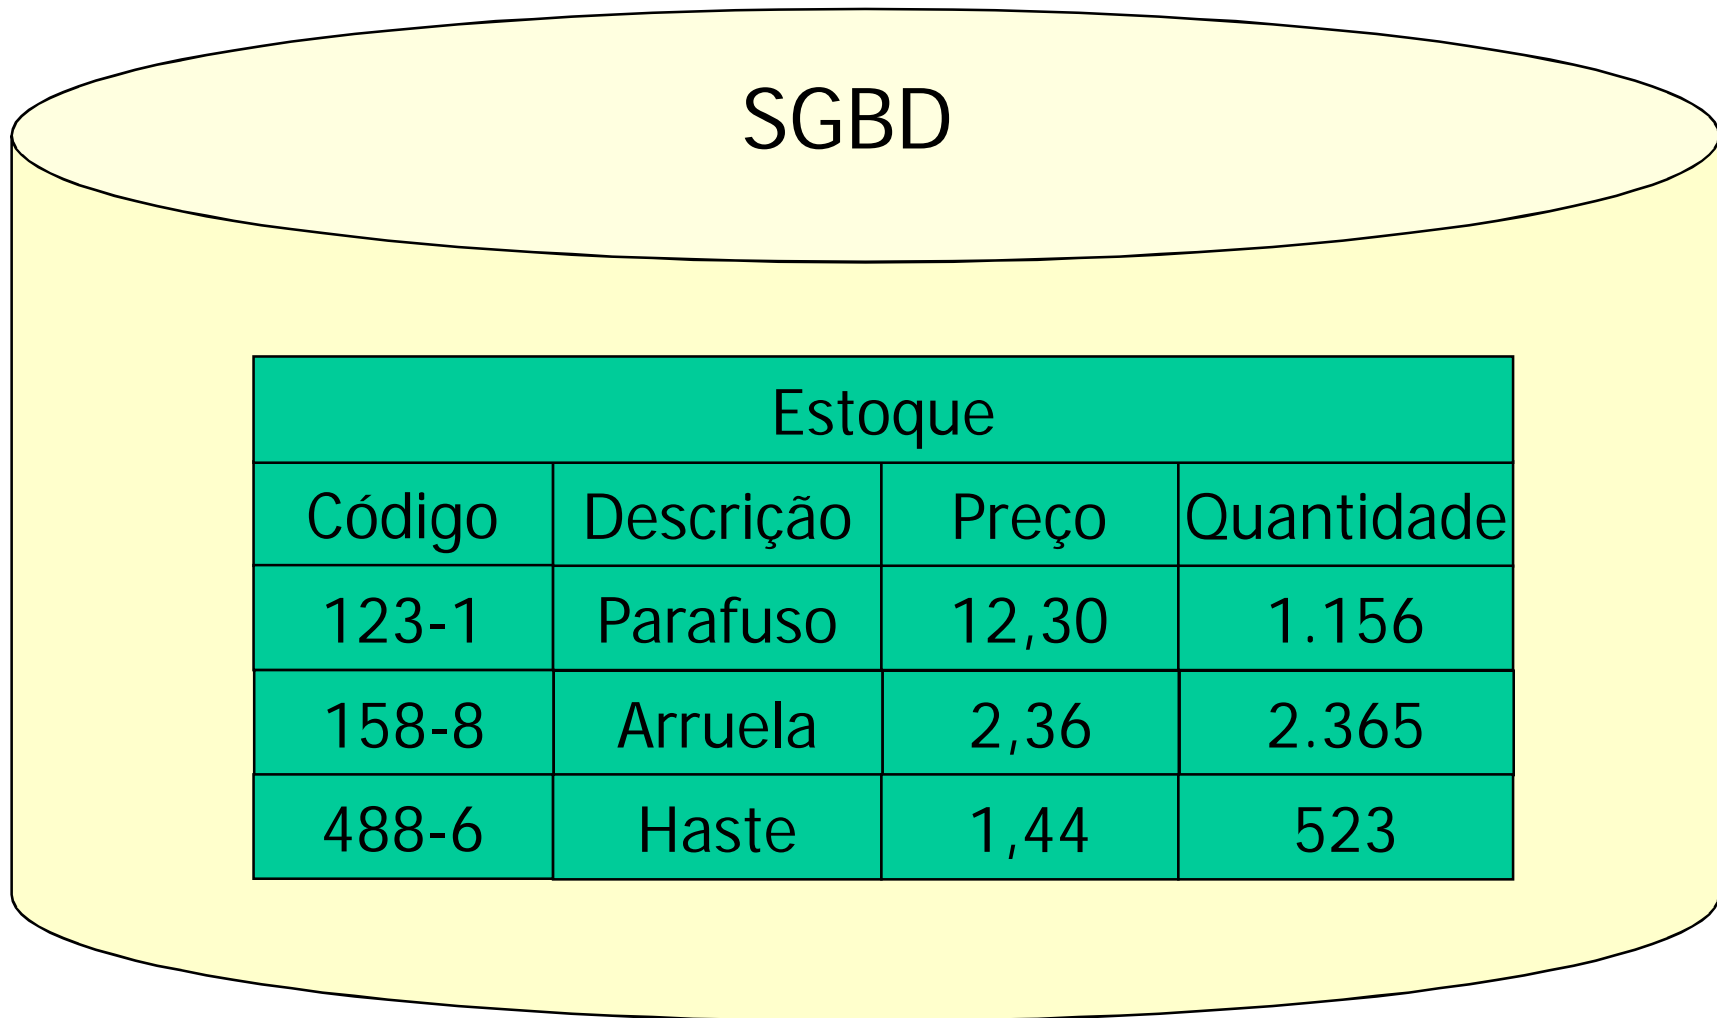 SGBD
Estoque
Código Descrição Preço Quantidade
123-1 Parafuso 12,30 1.156
158-8 Arruela 2,36 2.365
488-6 Haste 1,44 523